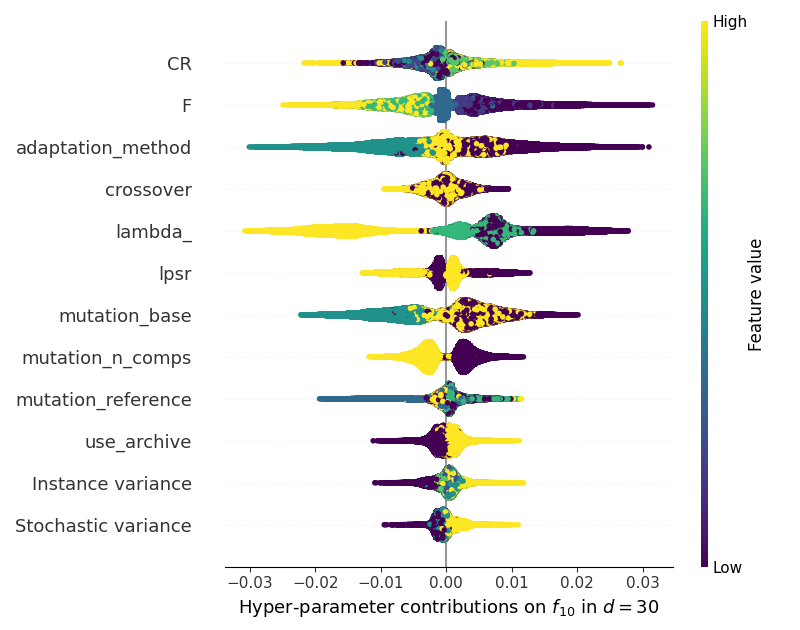 High
CR
F
adaptation_method
crossover
lambda_
lpsr
mutation_base
mutation_n_comps
mutation_reference
use_archive
Instance variance
Stochastic variance
Feature value
Low
−0.03 −0.02 −0.01 0.00 0.01 0.02 0.03
Hyper-parameter contributions on f₁₀ in d = 30